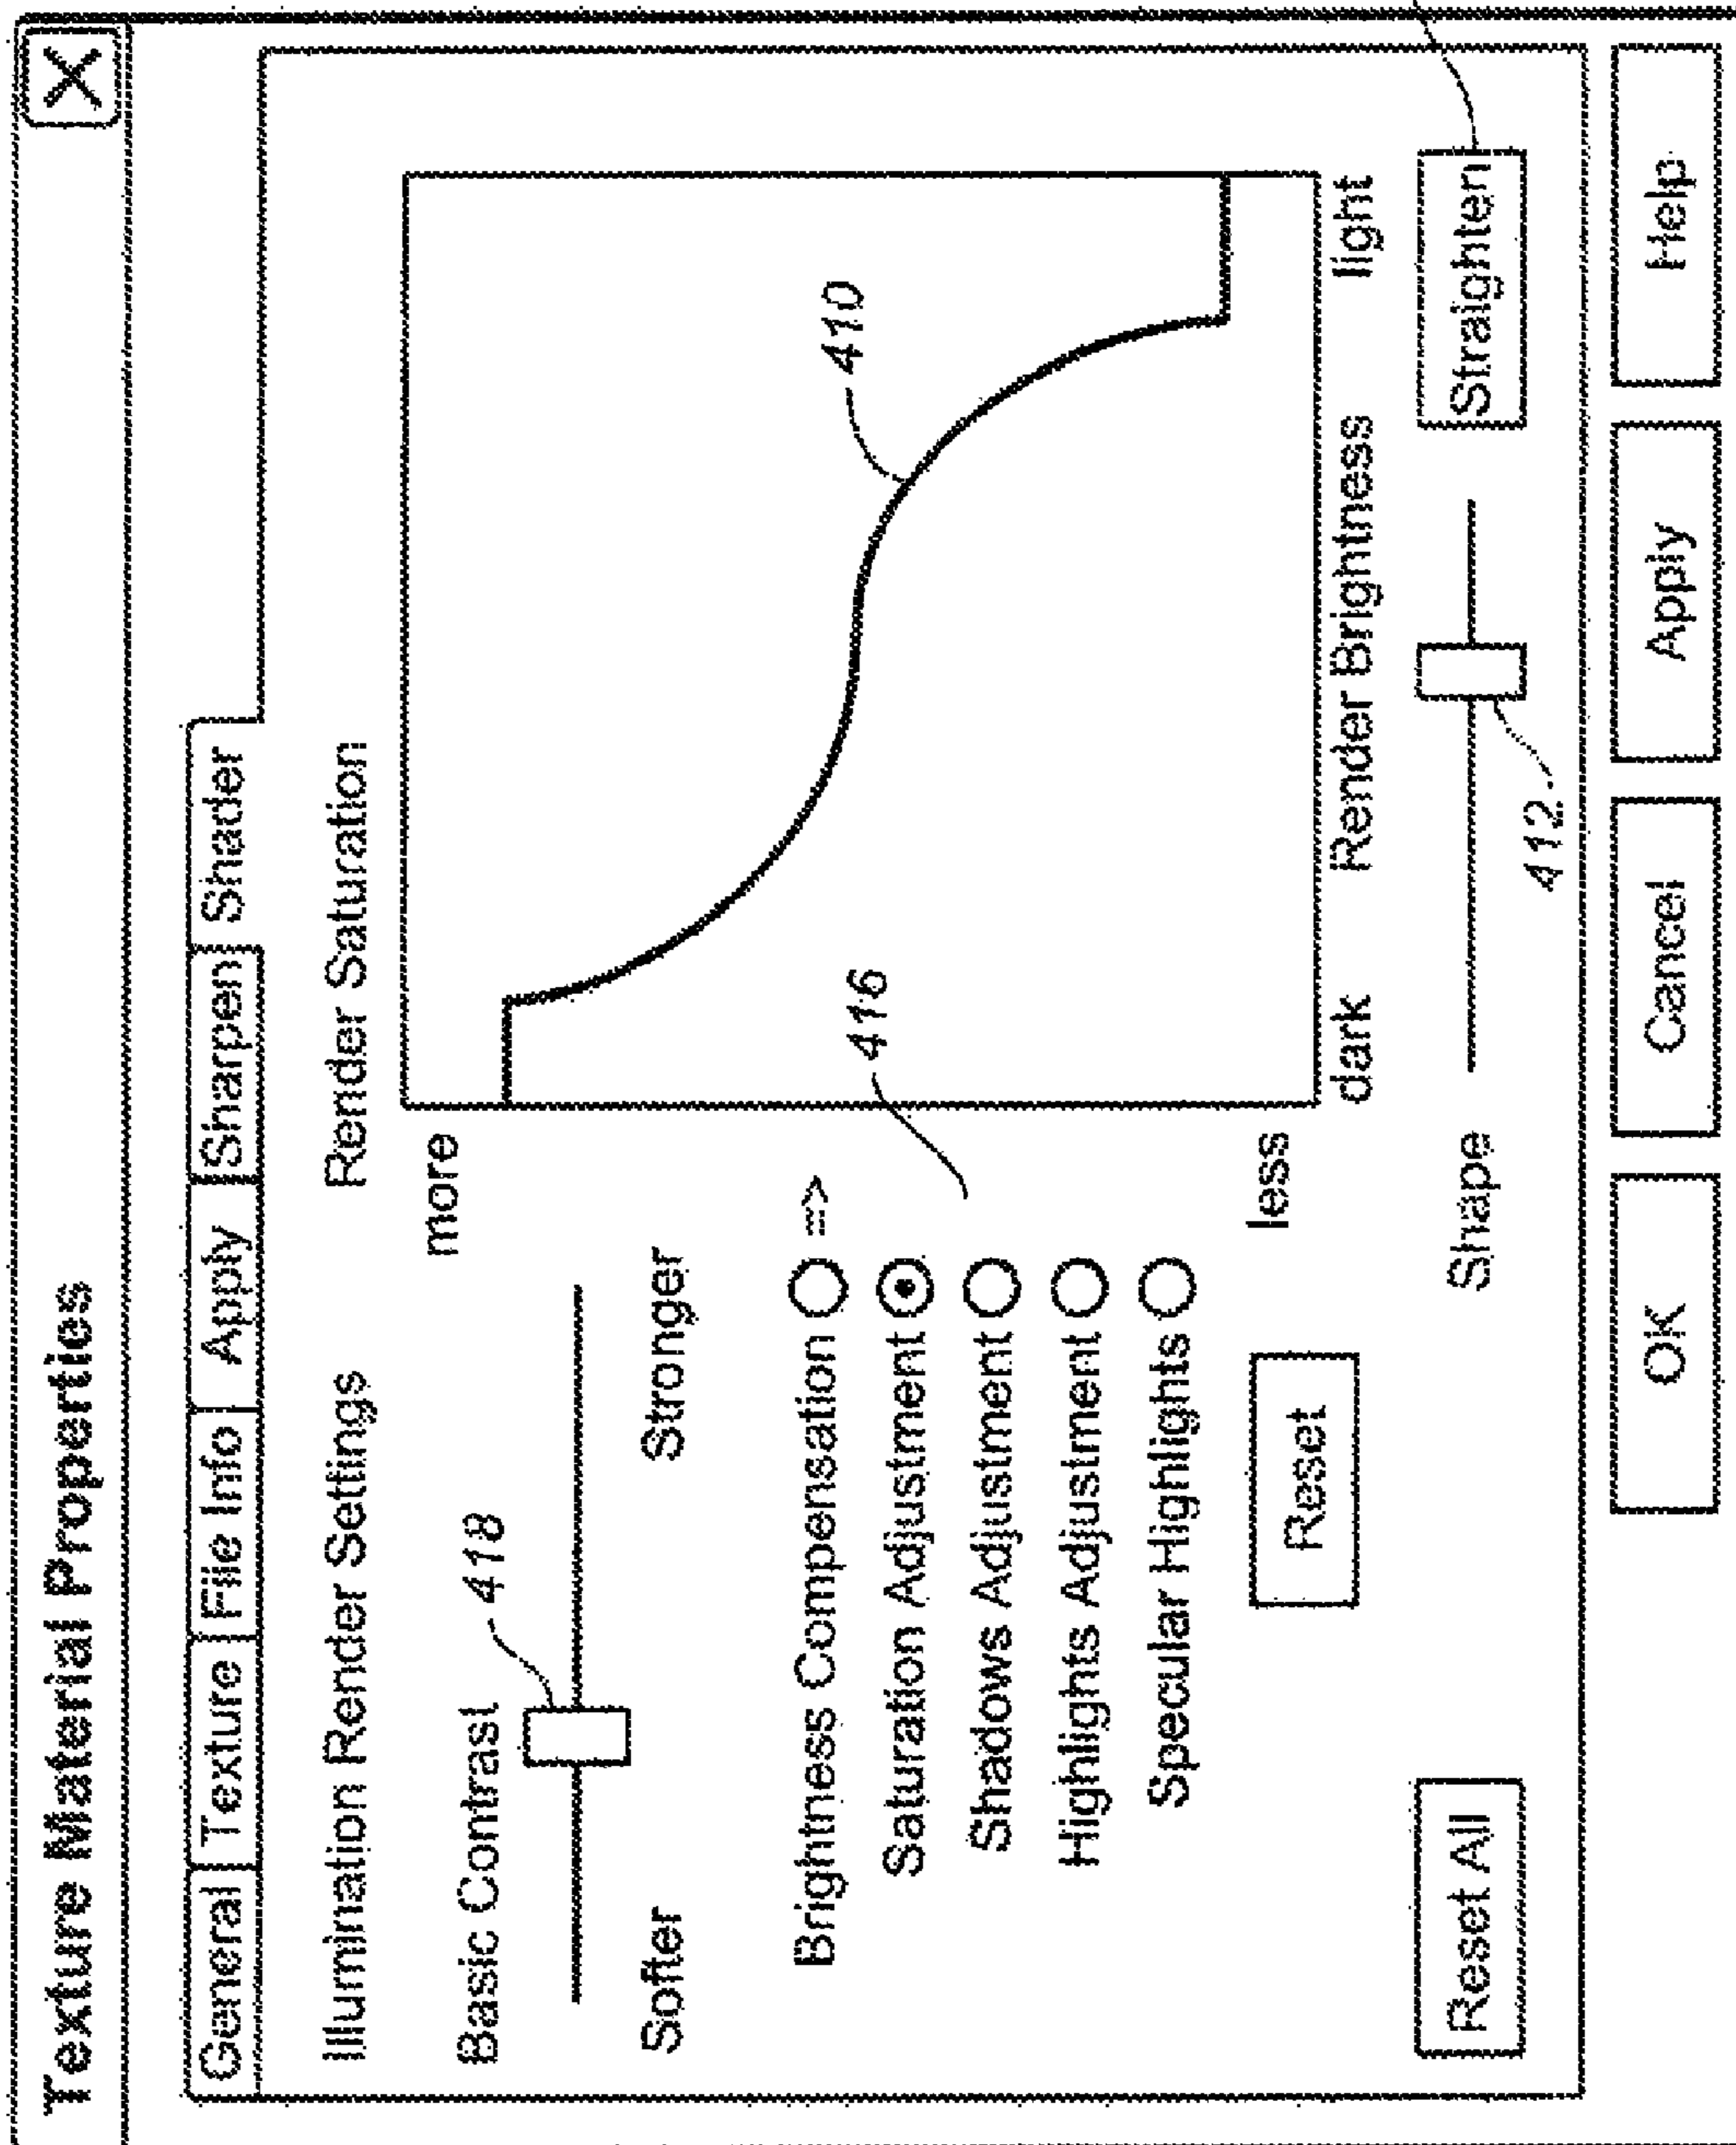 Texture Material Properties
General Texture File Info Apply Sharpen Shader
Illumination Render Settings
Render Saturation
Basic Contrast
418
more
Softer
Stronger
410
Brightness Compensation =>
Saturation Adjustment
416
Shadows Adjustment
Highlights Adjustment
Specular Highlights
Reset
less
dark
Render Brightness
light
Reset All
Shape
Straighten
412
OK
Cancel
Apply
Help